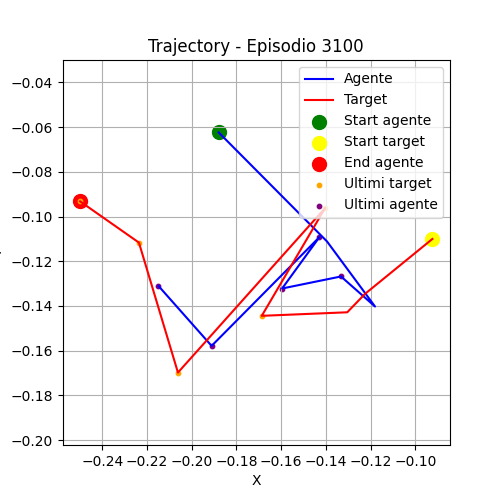 Trajectory - Episodio 3100
Agente
Target
Start agente
Start target
End agente
Ultimi target
Ultimi agente
−0.04
−0.06
−0.08
−0.10
−0.12
−0.14
−0.16
−0.18
−0.20
−0.24 −0.22 −0.20 −0.18 −0.16 −0.14 −0.12 −0.10
X